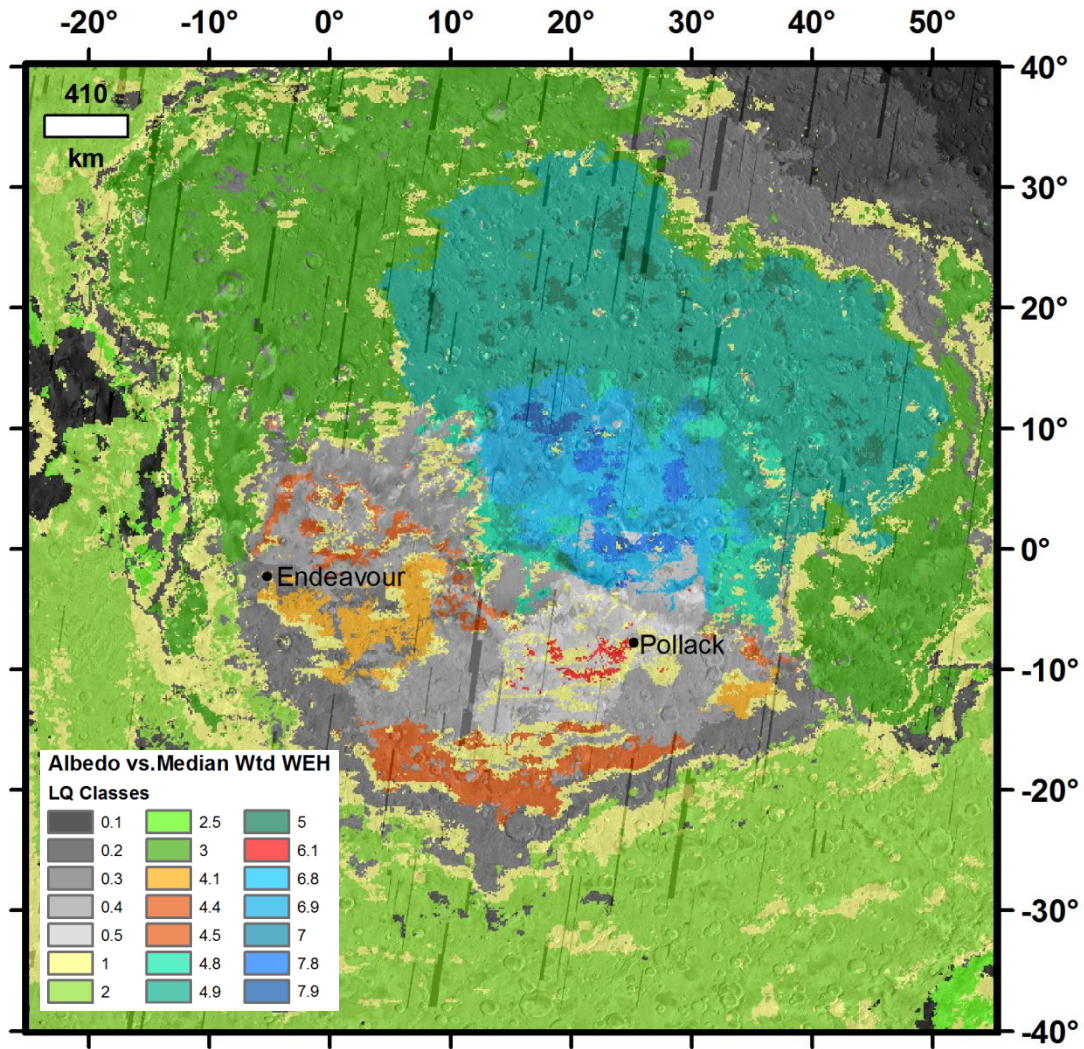 -20° -10° 0° 10° 20° 30° 40° 50°
40°
410
km
30°
20°
10°
0°
Endeavour
Pollack
-10°
Albedo vs.Median Wtd WEH
LQ Classes
-20°
0.1 2.5 5
0.2 3 6.1
0.3 4.1 6.8
0.4 4.4 6.9
0.5 4.5 7
1 4.8 7.8
2 4.9 7.9
-30°
-40°